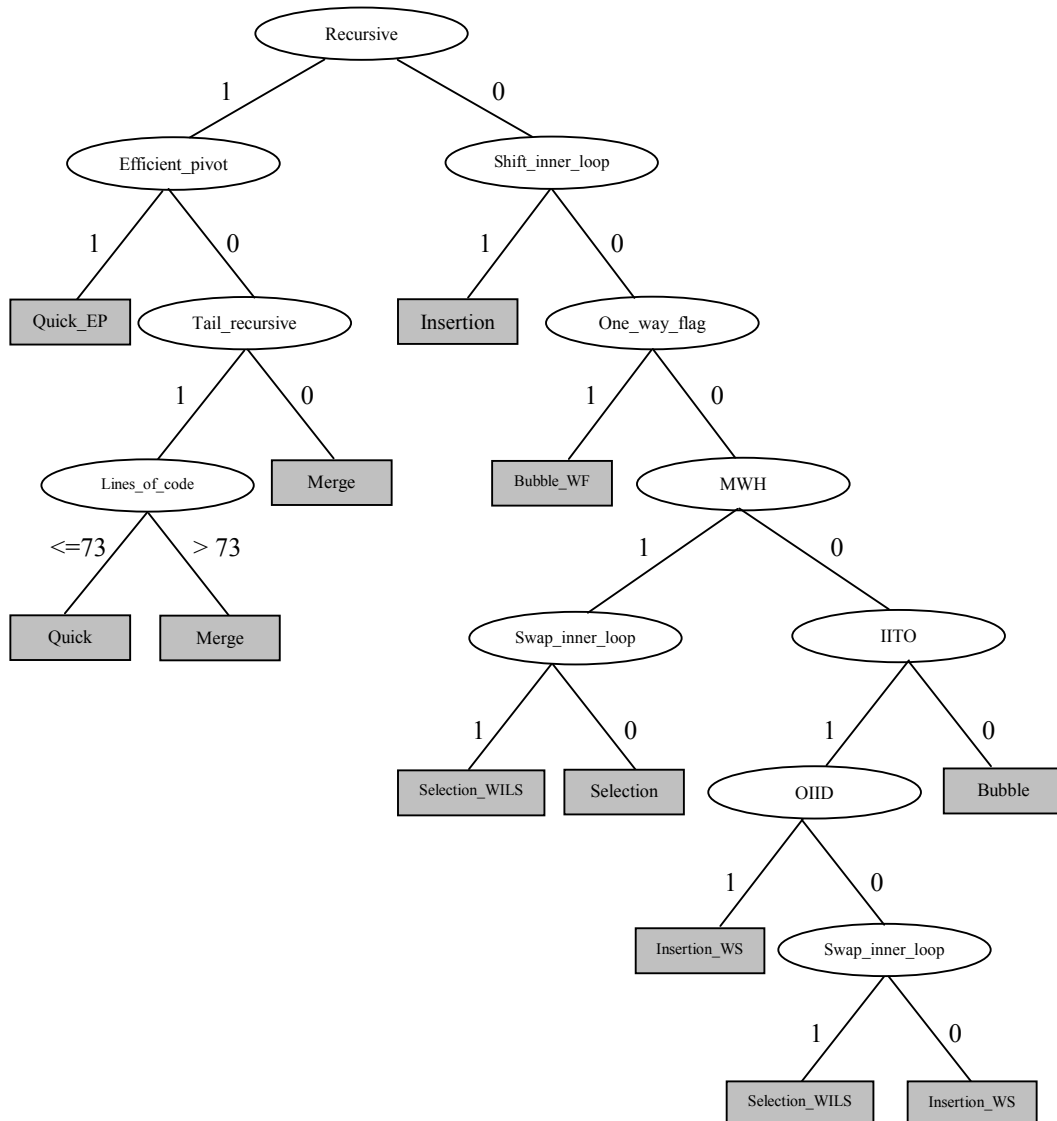 Recursive
1
0
Efficient_pivot
Shift_inner_loop
1
0
1
0
Quick_EP
Tail_recursive
Insertion
One_way_flag
1
0
1
0
Lines_of_code
Merge
Bubble_WF
MWH
<=73
> 73
1
0
Quick
Merge
Swap_inner_loop
IITO
1
0
1
0
Selection_WILS
Selection
OIID
Bubble
1
0
Insertion_WS
Swap_inner_loop
1
0
Selection_WILS
Insertion_WS